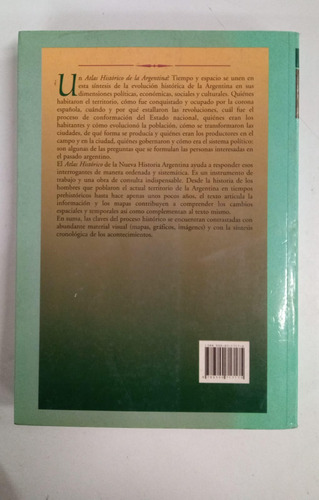 Un Atlas Histórico de la Argentina? Tiempo y espacio se unen en
esta síntesis de la evolución histórica de la Argentina en sus
dimensiones políticas, económicas, sociales y culturales. Quiénes
habitaron el territorio, cómo fue conquistado y ocupado por la corona
española, cuándo y por qué estallaron las revoluciones, cuál fue el
proceso de conformación del Estado nacional, quiénes eran los
habitantes y cómo evolucionó la población, cómo se transformaron las
ciudades, de qué forma se producía y quiénes eran los productores en el
campo y en la ciudad, quiénes gobernaron y cómo era el sistema político:
son algunas de las preguntas que se formulan las personas interesadas en
el pasado argentino.
El Atlas Histórico de la Nueva Historia Argentina ayuda a responder esos
interrogantes de manera ordenada y sistemática. Es un instrumento de
trabajo y una obra de consulta indispensable. Desde la historia de los
hombres que poblaron el actual territorio de la Argentina en tiempos
prehistóricos hasta hace apenas unos pocos años, el texto articula la
información y los mapas contribuyen a comprender los cambios
espaciales y temporales así como complementan al texto mismo.
En suma, las claves del proceso histórico se encuentran conectadas con
abundante material visual (mapas, gráficos, imágenes) y con la síntesis
cronológica de los acontecimientos.